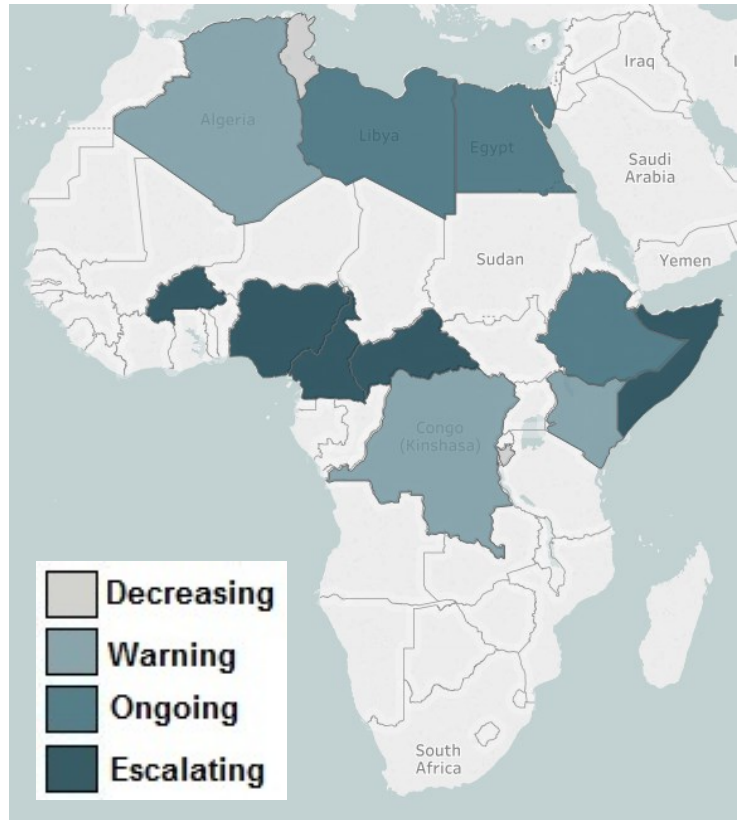 Iraq
Algeria
Libya
Egypt
Saudi
Arabia
Sudan
Yemen
Congo
(Kinshasa)
Decreasing
Warning
Ongoing
Escalating
South
Africa